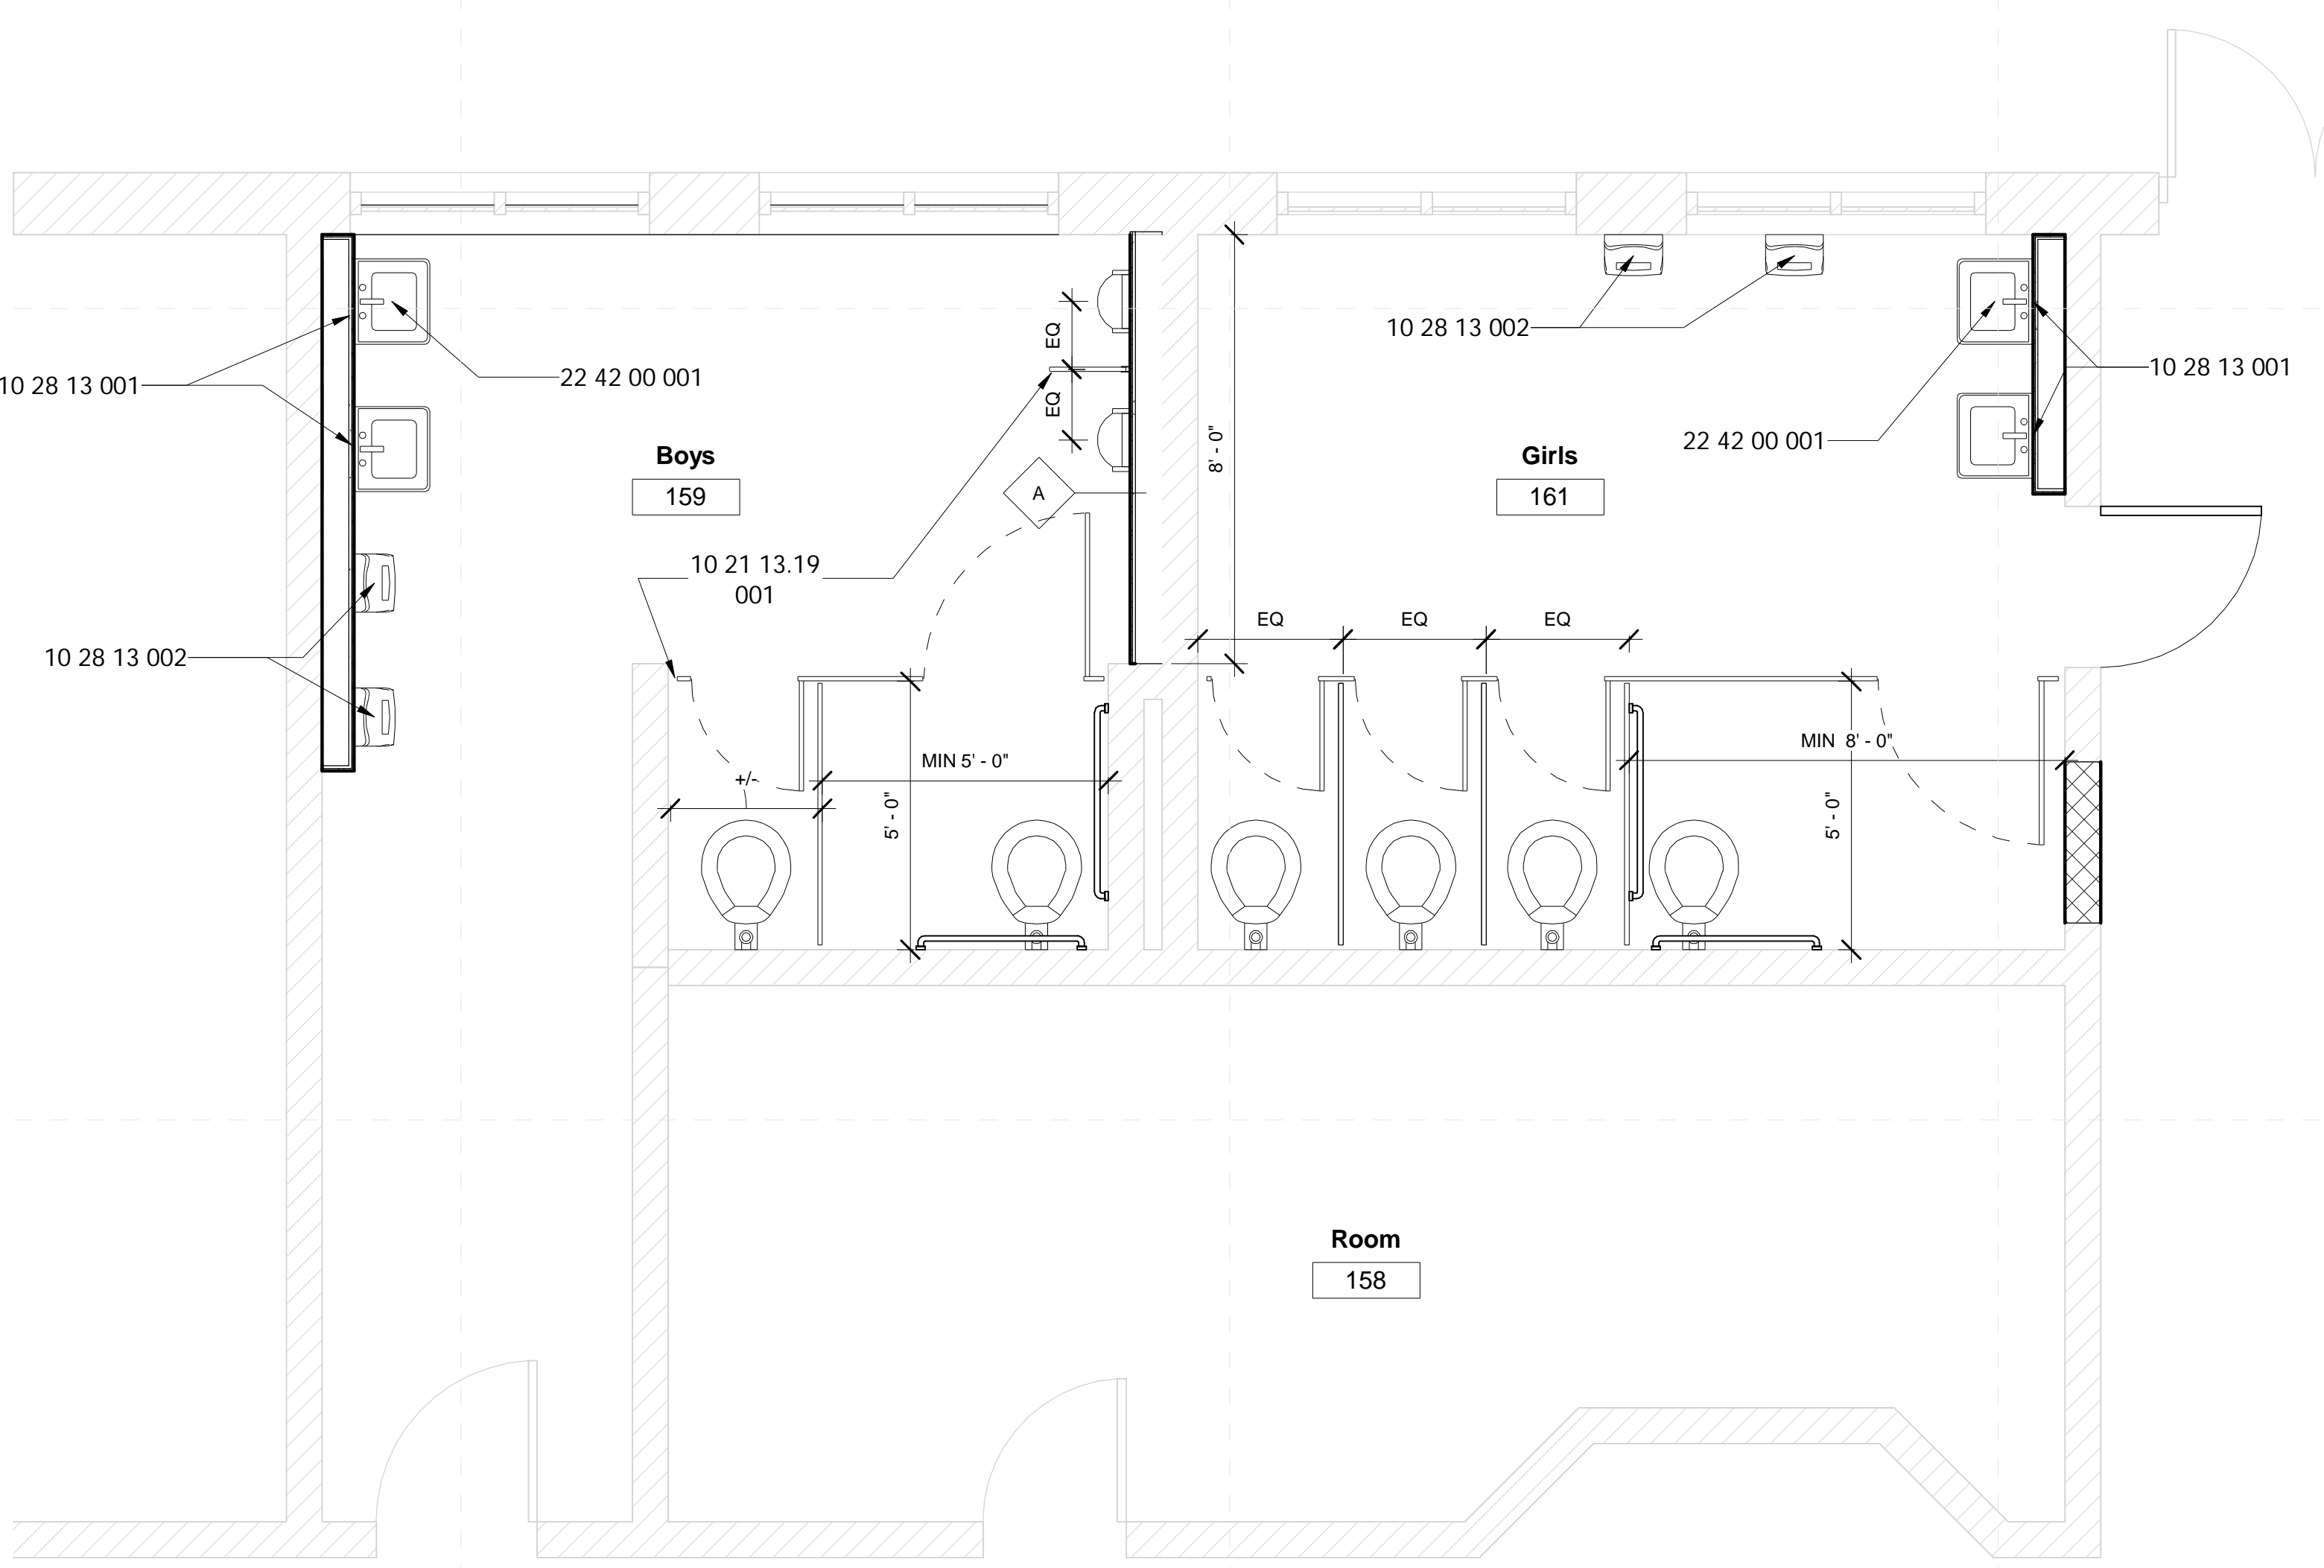 10 28 13 002
10 28 13 001
22 42 00 001
EQ
EQ
10 28 13 001
8' - 0"
22 42 00 001
Boys
159
Girls
161
A
10 21 13.19
001
EQ
EQ
EQ
10 28 13 002
MIN 5' - 0"
MIN 8' - 0"
+/-
5' - 0"
5' - 0"
Room
158